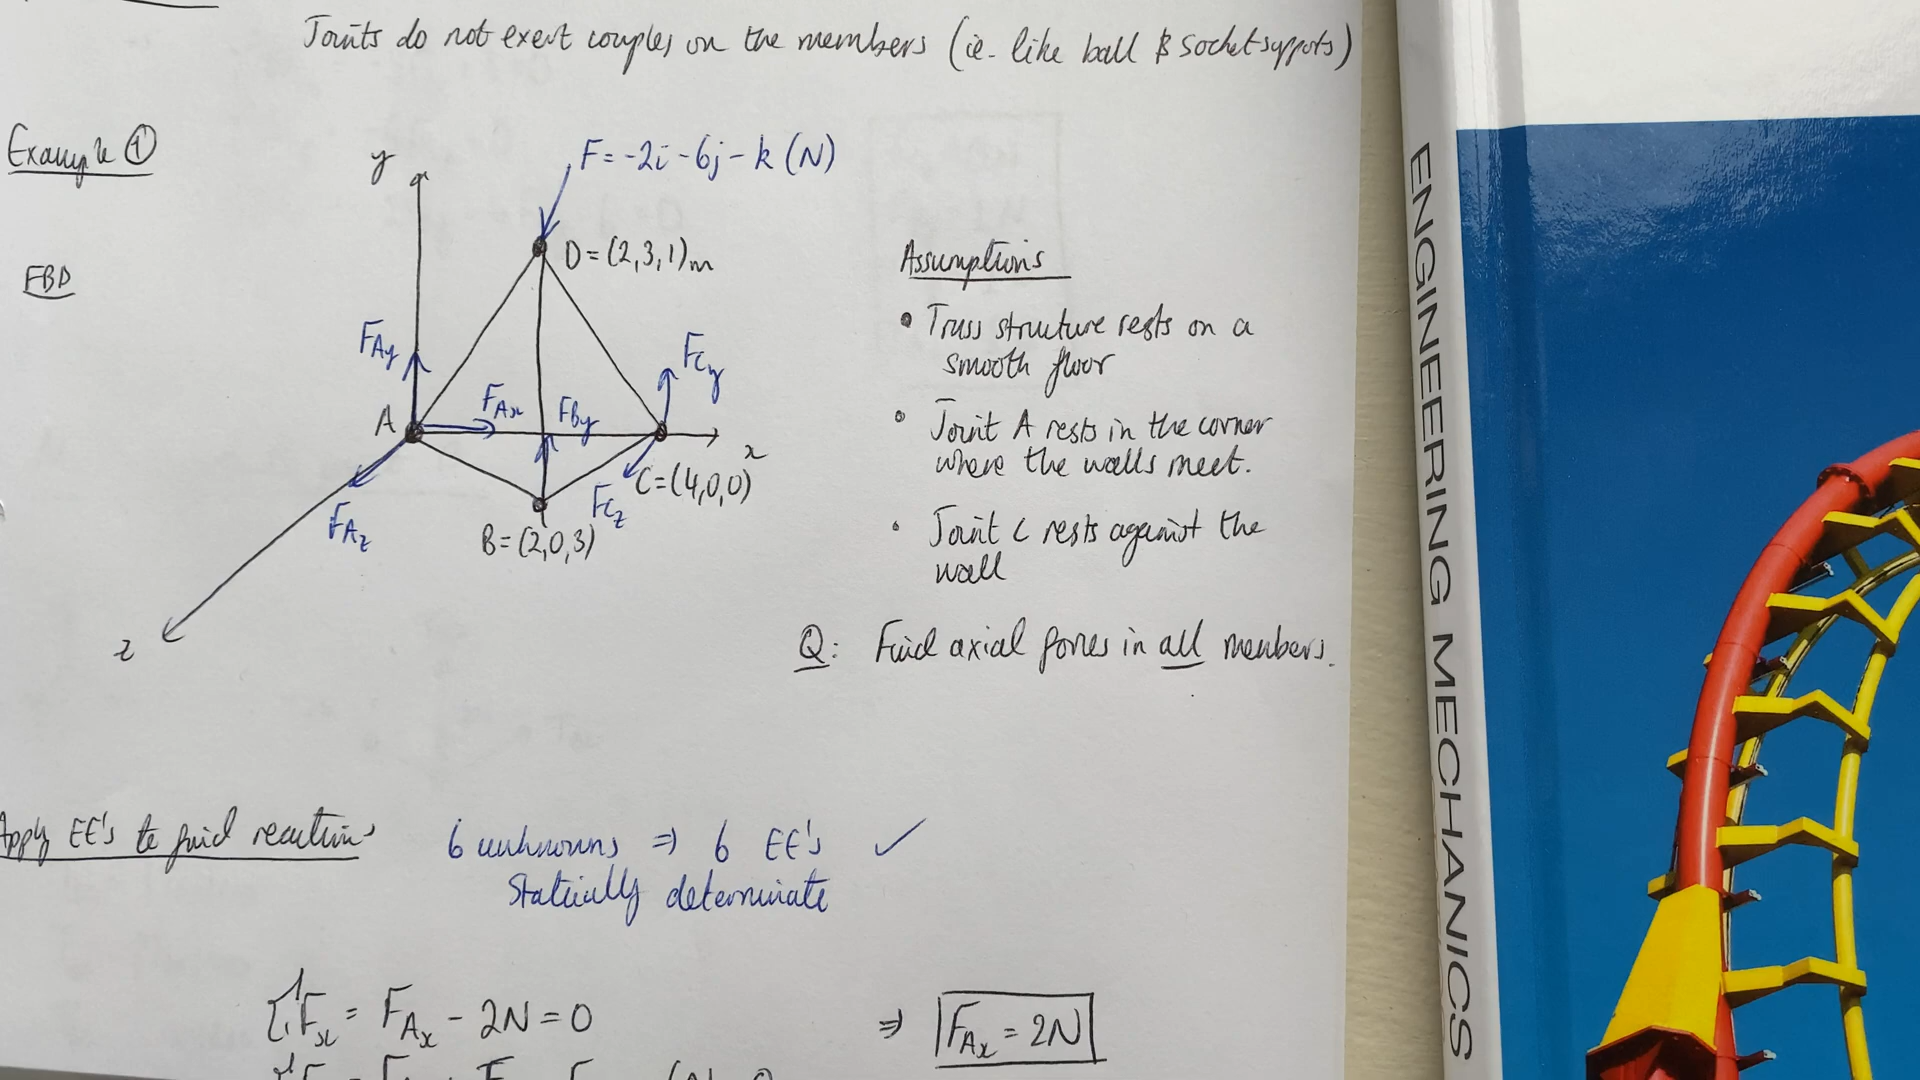 Joints do not exert couples on the members (ie. like ball & socket supports)
Example ①
FBD
y
F = -2i - 6j - k (N)
D = (2,3,1)m
FAy
FCy
A
FAx
FBy
x
C = (4,0,0)
FCz
FAz
B = (2,0,3)
z
Assumptions
• Truss structure rests on a
smooth floor
• Joint A rests in the corner
where the walls meet.
• Joint C rests against the
wall
Q: Find axial forces in all members.
Apply EE's to find reactions
6 unknowns ⇒ 6 EE's ✓
Statically determinate
ΣFx = FAx - 2N = 0 ⇒ FAx = 2N
ENGINEERING MECHANICS